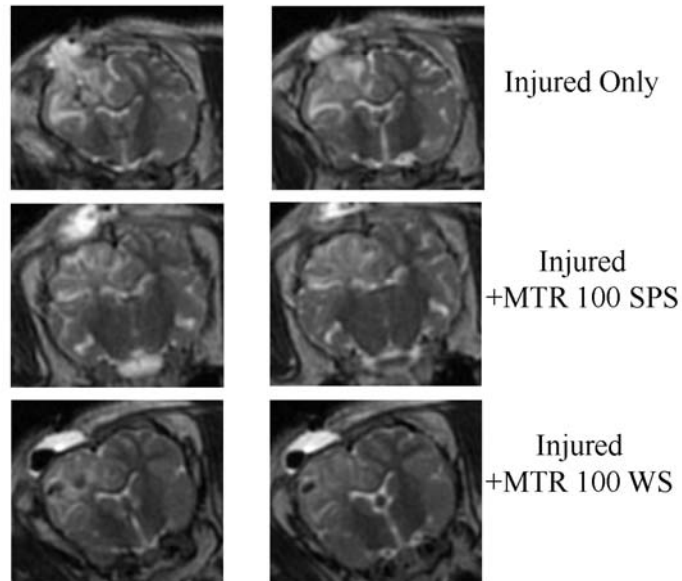 Injured Only
Injured
+MTR 100 SPS
Injured
+MTR 100 WS